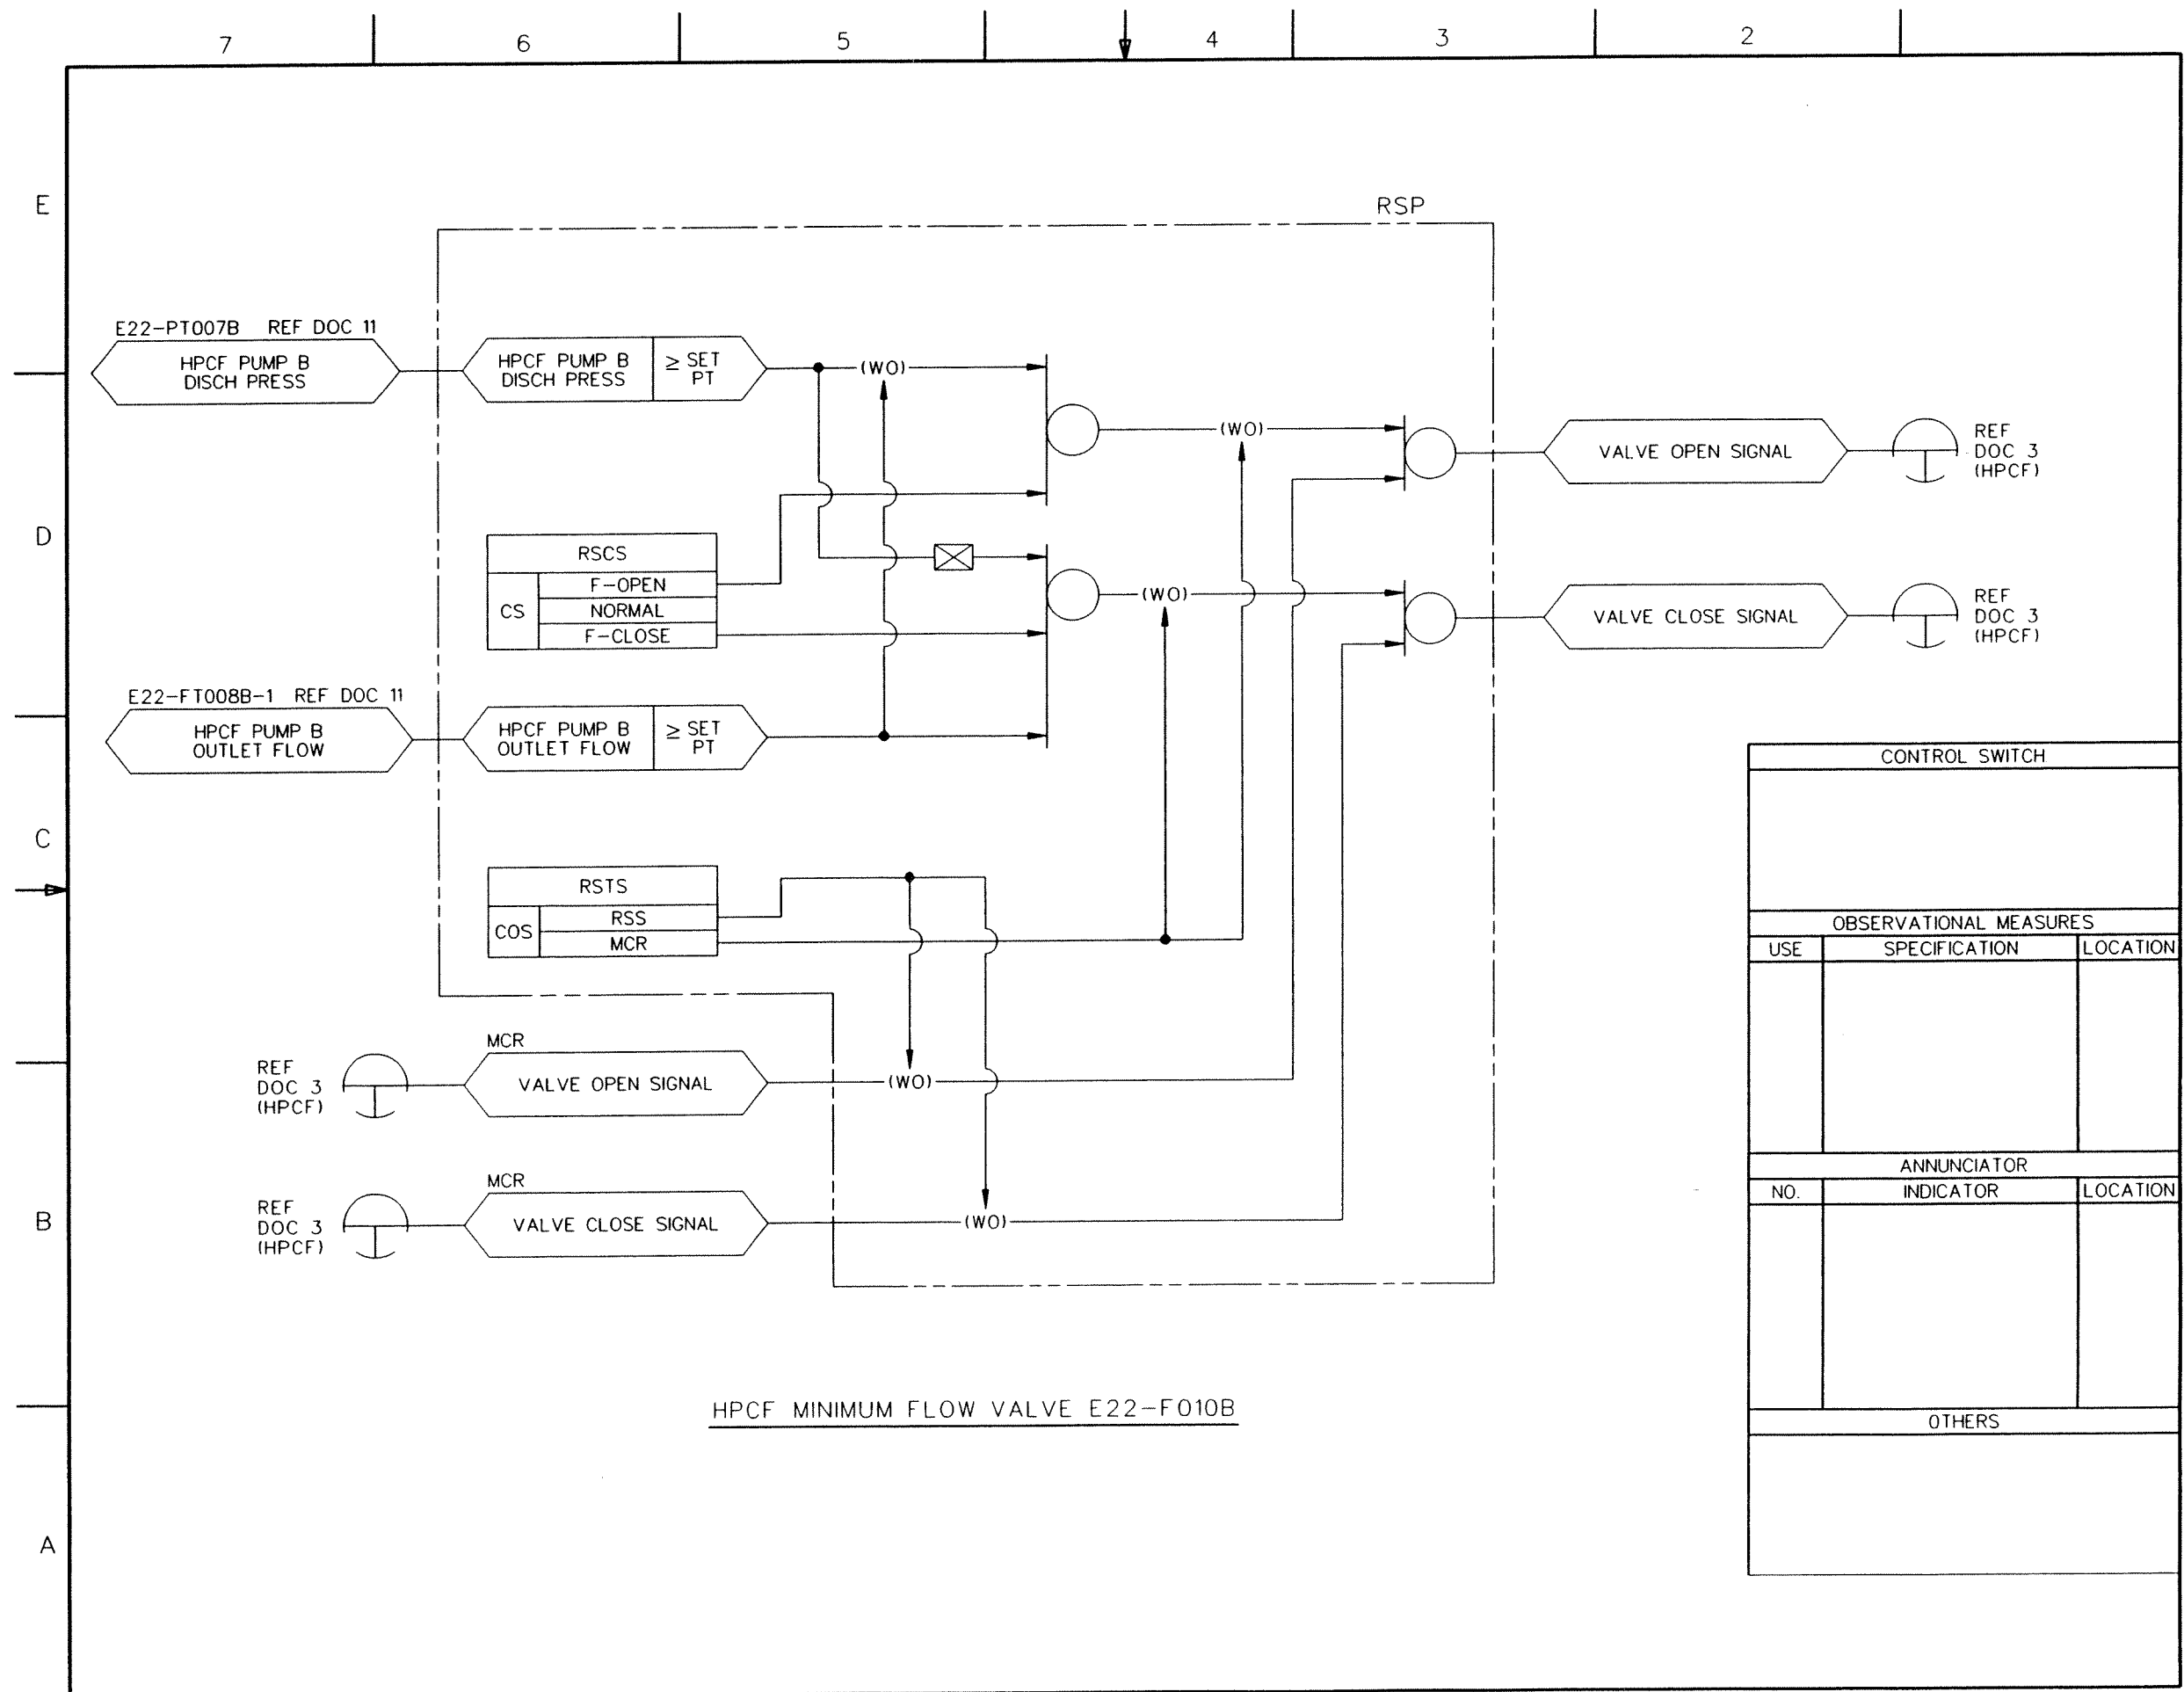 7 6 5 4 3 2
E
D
C
B
A
RSP
E22-PT007B REF DOC 11
HPCF PUMP B
DISCH PRESS
HPCF PUMP B
DISCH PRESS
≥ SET
PT
(WO)
(WO)
VALVE OPEN SIGNAL
REF
DOC 3
(HPCF)
RSCS
CS
F-OPEN
NORMAL
F-CLOSE
(WO)
VALVE CLOSE SIGNAL
REF
DOC 3
(HPCF)
E22-FT008B-1 REF DOC 11
HPCF PUMP B
OUTLET FLOW
HPCF PUMP B
OUTLET FLOW
≥ SET
PT
RSTS
COS
RSS
MCR
MCR
REF
DOC 3
(HPCF)
VALVE OPEN SIGNAL
(WO)
MCR
REF
DOC 3
(HPCF)
VALVE CLOSE SIGNAL
(WO)
HPCF MINIMUM FLOW VALVE E22-F010B
CONTROL SWITCH
OBSERVATIONAL MEASURES
USE SPECIFICATION LOCATION
ANNUNCIATOR
NO. INDICATOR LOCATION
OTHERS